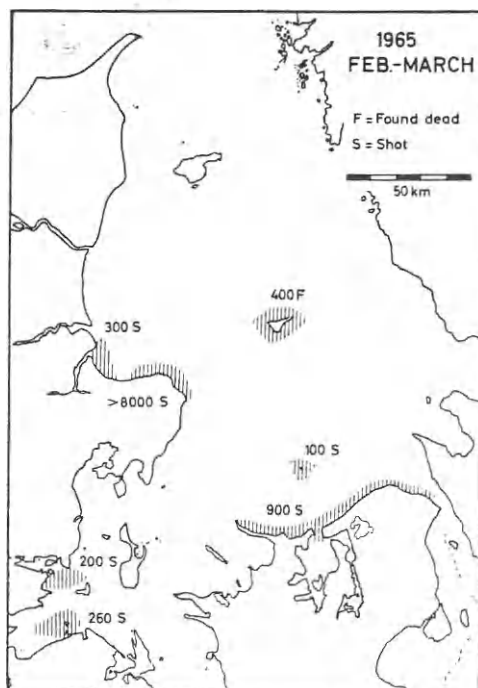 1965
FEB.-MARCH
F = Found dead
S = Shot
50 km
400 F
300 S
>8000 S
100 S
900 S
200 S
260 S